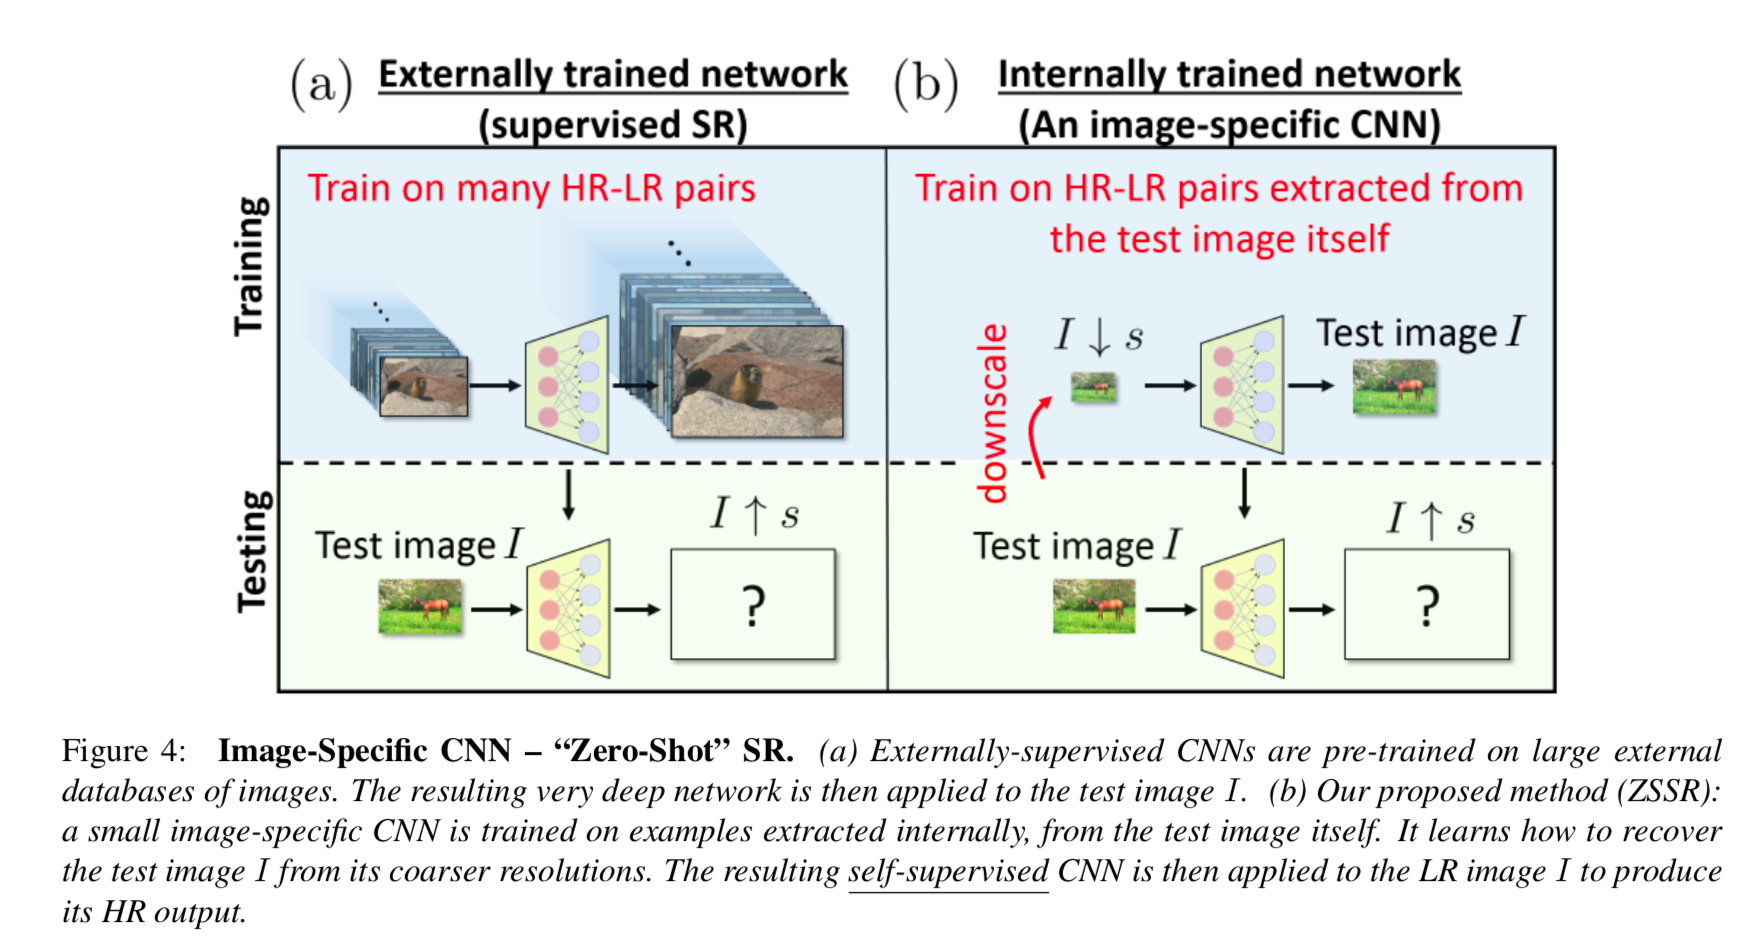 (a) Externally trained network
(supervised SR)
(b) Internally trained network
(An image-specific CNN)
Training
Train on many HR-LR pairs
Train on HR-LR pairs extracted from
the test image itself
downscale
I ↓ s
Test image I
Testing
Test image I
I ↑ s
?
Test image I
I ↑ s
?
Figure 4: Image-Specific CNN – “Zero-Shot” SR. (a) Externally-supervised CNNs are pre-trained on large external
databases of images. The resulting very deep network is then applied to the test image I. (b) Our proposed method (ZSSR):
a small image-specific CNN is trained on examples extracted internally, from the test image itself. It learns how to recover
the test image I from its coarser resolutions. The resulting self-supervised CNN is then applied to the LR image I to produce
its HR output.